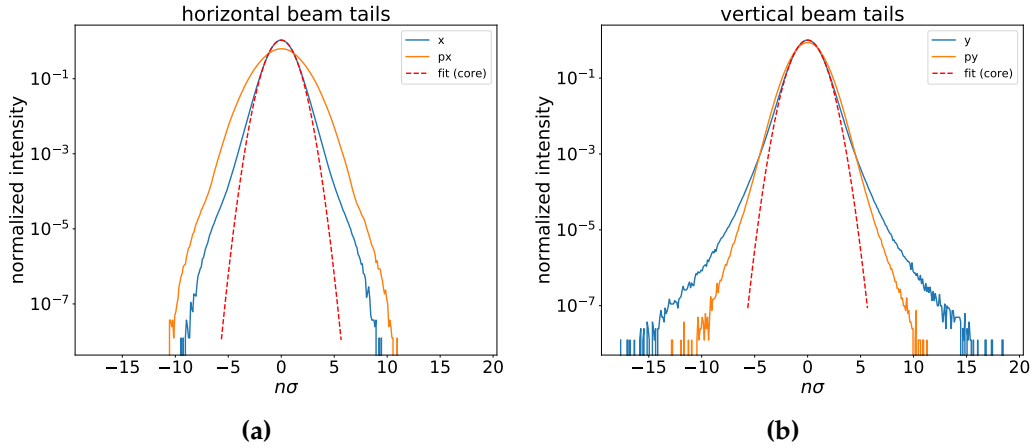 horizontal beam tails
normalized intensity
10⁻¹
10⁻³
10⁻⁵
10⁻⁷
x
px
fit (core)
−15 −10 −5 0 5 10 15 20
nσ
(a)
vertical beam tails
normalized intensity
10⁻¹
10⁻³
10⁻⁵
10⁻⁷
y
py
fit (core)
−15 −10 −5 0 5 10 15 20
nσ
(b)